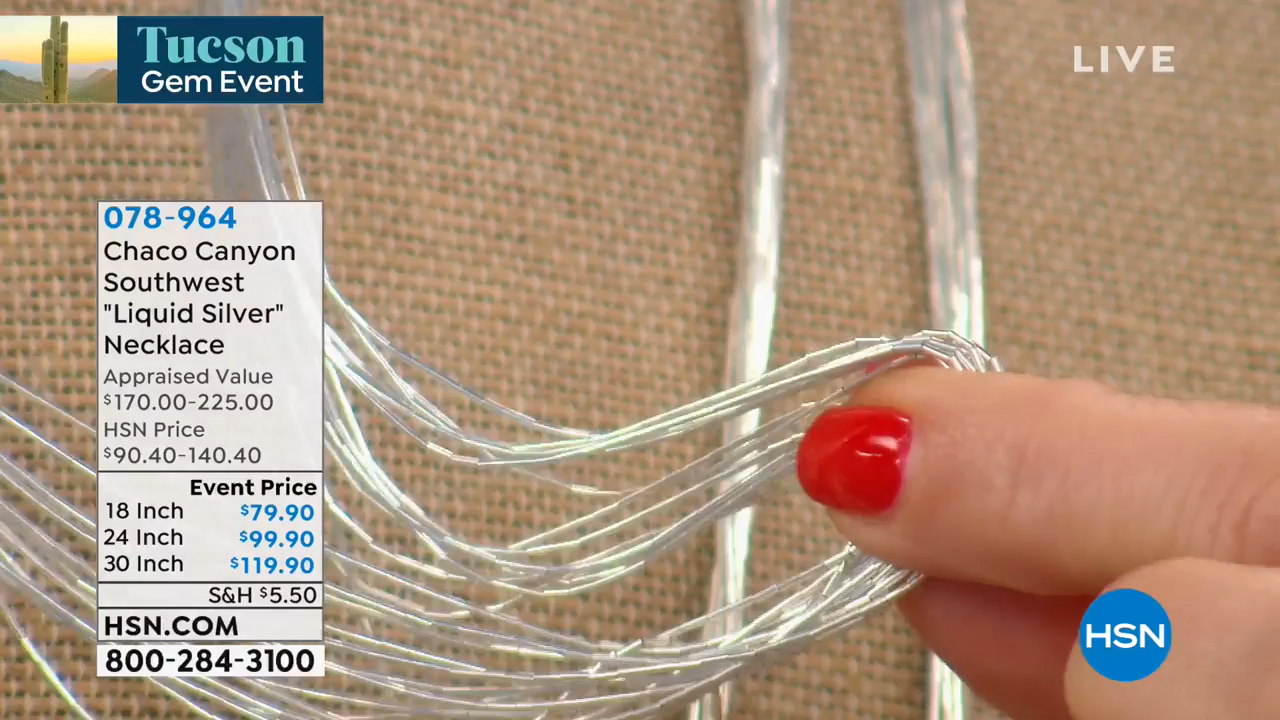 Tucson
Gem Event
LIVE
078-964
Chaco Canyon
Southwest
"Liquid Silver"
Necklace
Appraised Value
$170.00-225.00
HSN Price
$90.40-140.40
Event Price
18 Inch $79.90
24 Inch $99.90
30 Inch $119.90
S&H $5.50
HSN.COM
800-284-3100
HSN